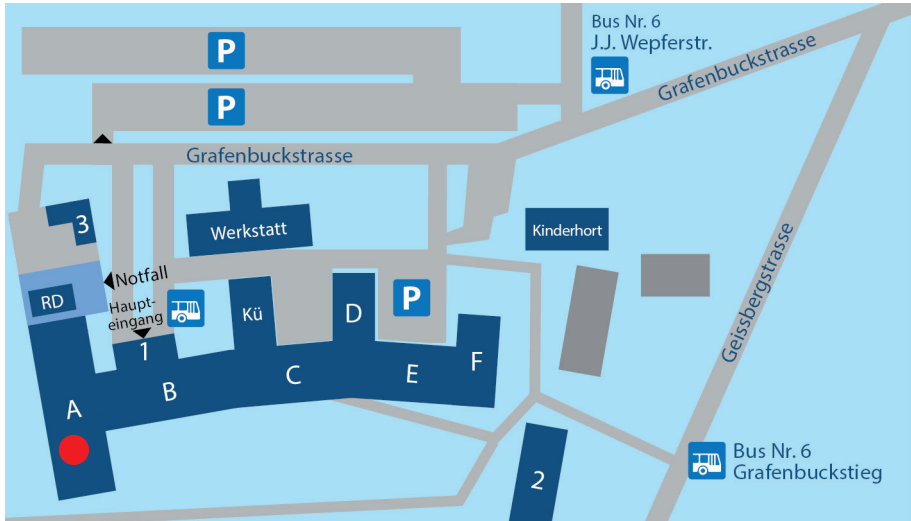 Bus Nr. 6
J.J. Wepferstr.
P
P
Grafenbuckstrasse
Grafenbuckstrasse
3
Werkstatt
Kinderhort
Notfall
RD
Haupt-
eingang
P
Kü
D
1
F
A
B
C
E
Geissbergstrasse
2
Bus Nr. 6
Grafenbuckstieg